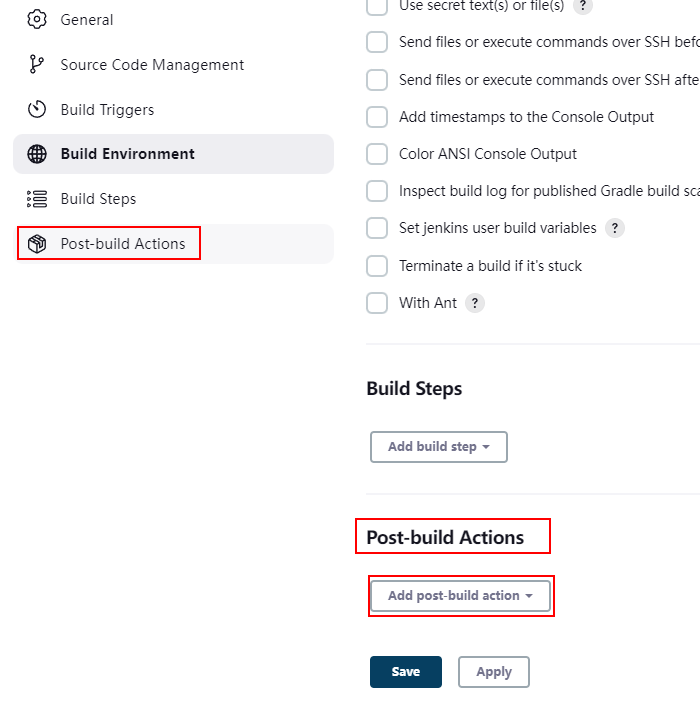 General
Source Code Management
Build Triggers
Build Environment
Build Steps
Post-build Actions
Use secret text(s) or file(s) ?
Send files or execute commands over SSH befo
Send files or execute commands over SSH afte
Add timestamps to the Console Output
Color ANSI Console Output
Inspect build log for published Gradle build sca
Set jenkins user build variables ?
Terminate a build if it's stuck
With Ant ?
Build Steps
Add build step
Post-build Actions
Add post-build action
Save Apply